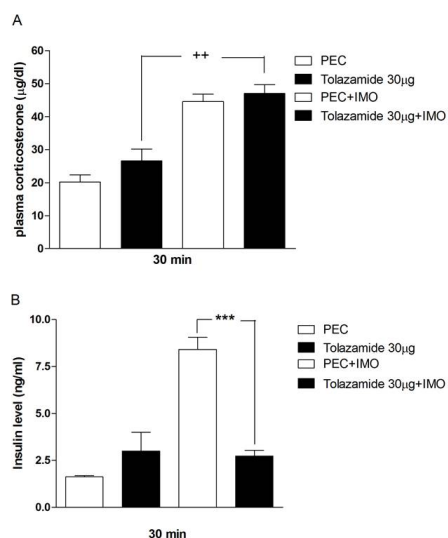 A
plasma corticosterone (μg/dl)
60
50
40
30
20
10
0
++
30 min
PEC
Tolazamide 30μg
PEC+IMO
Tolazamide 30μg+IMO
B
Insulin level (ng/ml)
10.0
7.5
5.0
2.5
0.0
***
30 min
PEC
Tolazamide 30μg
PEC+IMO
Tolazamide 30μg+IMO